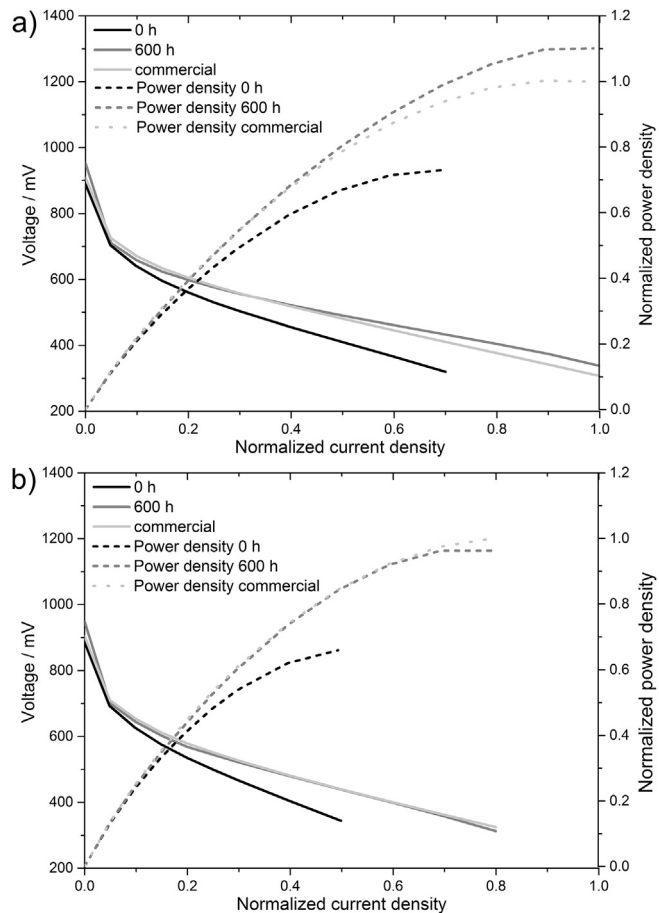 a)
0 h
600 h
commercial
Power density 0 h
Power density 600 h
Power density commercial
1400
1200
1000
800
600
400
200
Voltage / mV
1.2
1.0
0.8
0.6
0.4
0.2
0.0
Normalized power density
0.0 0.2 0.4 0.6 0.8 1.0
Normalized current density
b)
0 h
600 h
commercial
Power density 0 h
Power density 600 h
Power density commercial
1400
1200
1000
800
600
400
200
Voltage / mV
1.2
1.0
0.8
0.6
0.4
0.2
0.0
Normalized power density
0.0 0.2 0.4 0.6 0.8 1.0
Normalized current density